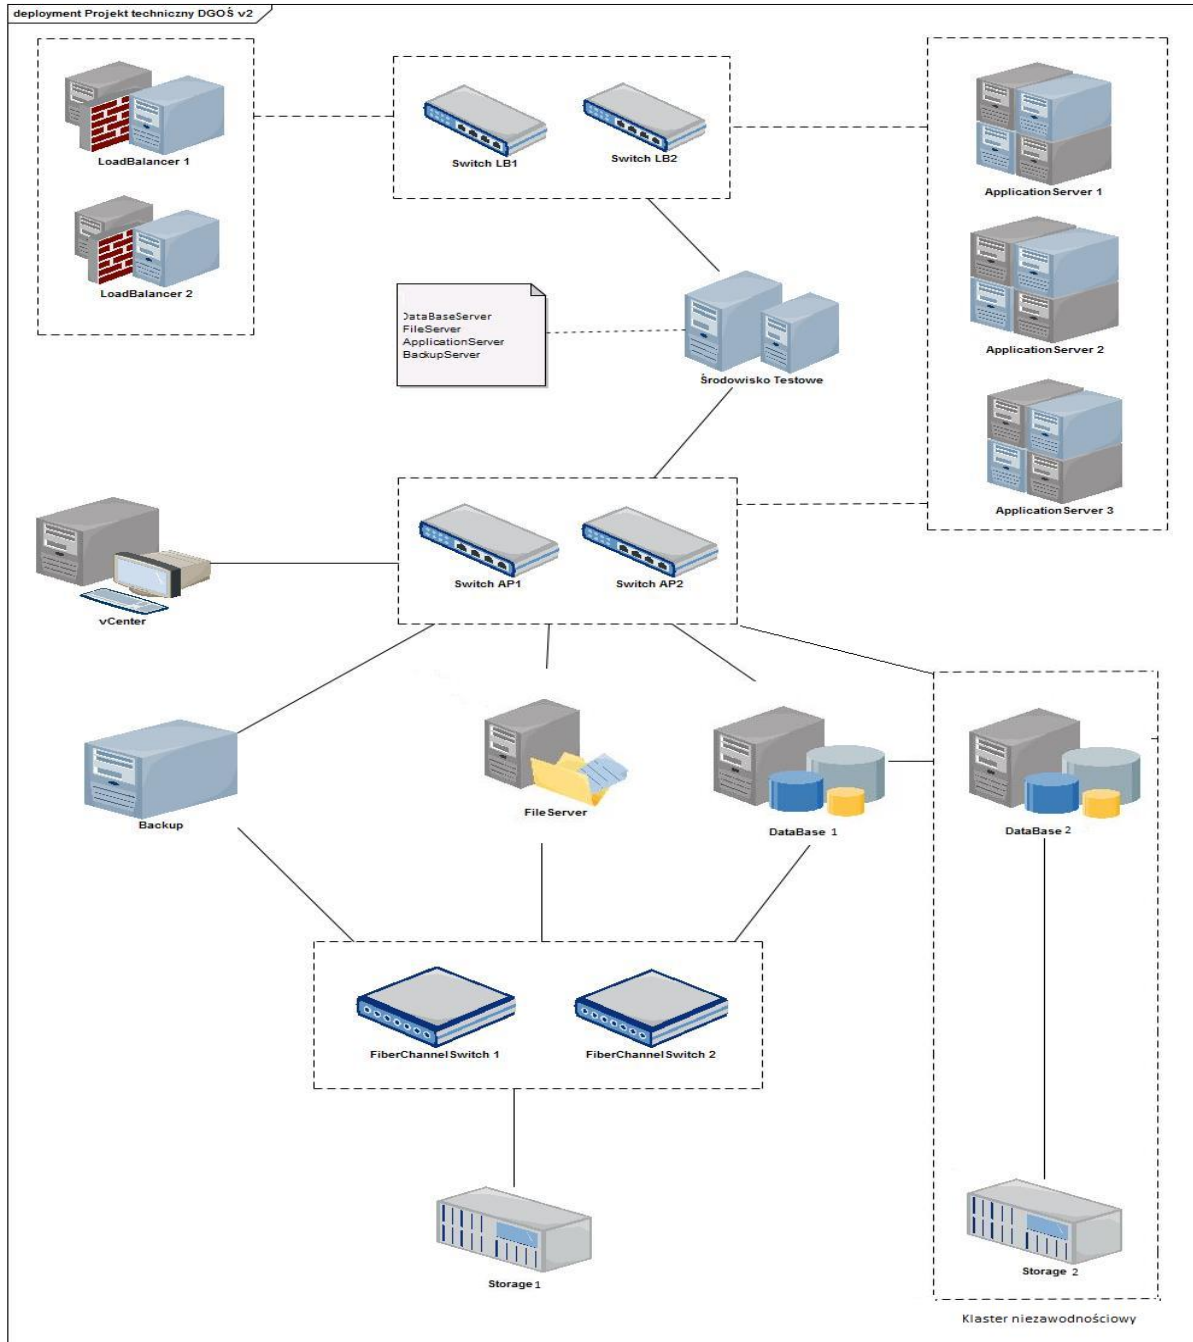 deployment Projekt techniczny DGOŚ v2
LoadBalancer 1
LoadBalancer 2
Switch LB1
Switch LB2
ApplicationServer 1
ApplicationServer 2
ApplicationServer 3
DataBaseServer
FileServer
ApplicationServer
BackupServer
Środowisko Testowe
vCenter
Switch AP1
Switch AP2
Backup
FileServer
DataBase 1
DataBase 2
FiberChannelSwitch 1
FiberChannelSwitch 2
Storage 1
Storage 2
Klaster niezawodnościowy